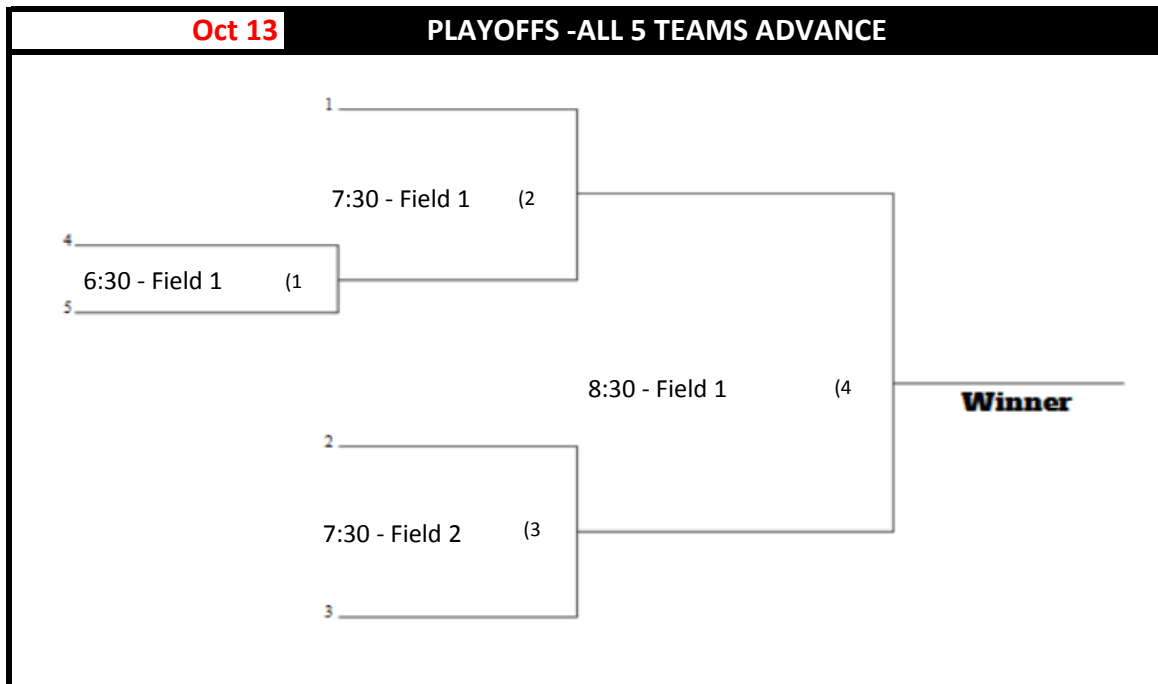 Oct 13 PLAYOFFS -ALL 5 TEAMS ADVANCE
1
7:30 - Field 1 (2
4
6:30 - Field 1 (1
5
8:30 - Field 1 (4
Winner
2
7:30 - Field 2 (3
3